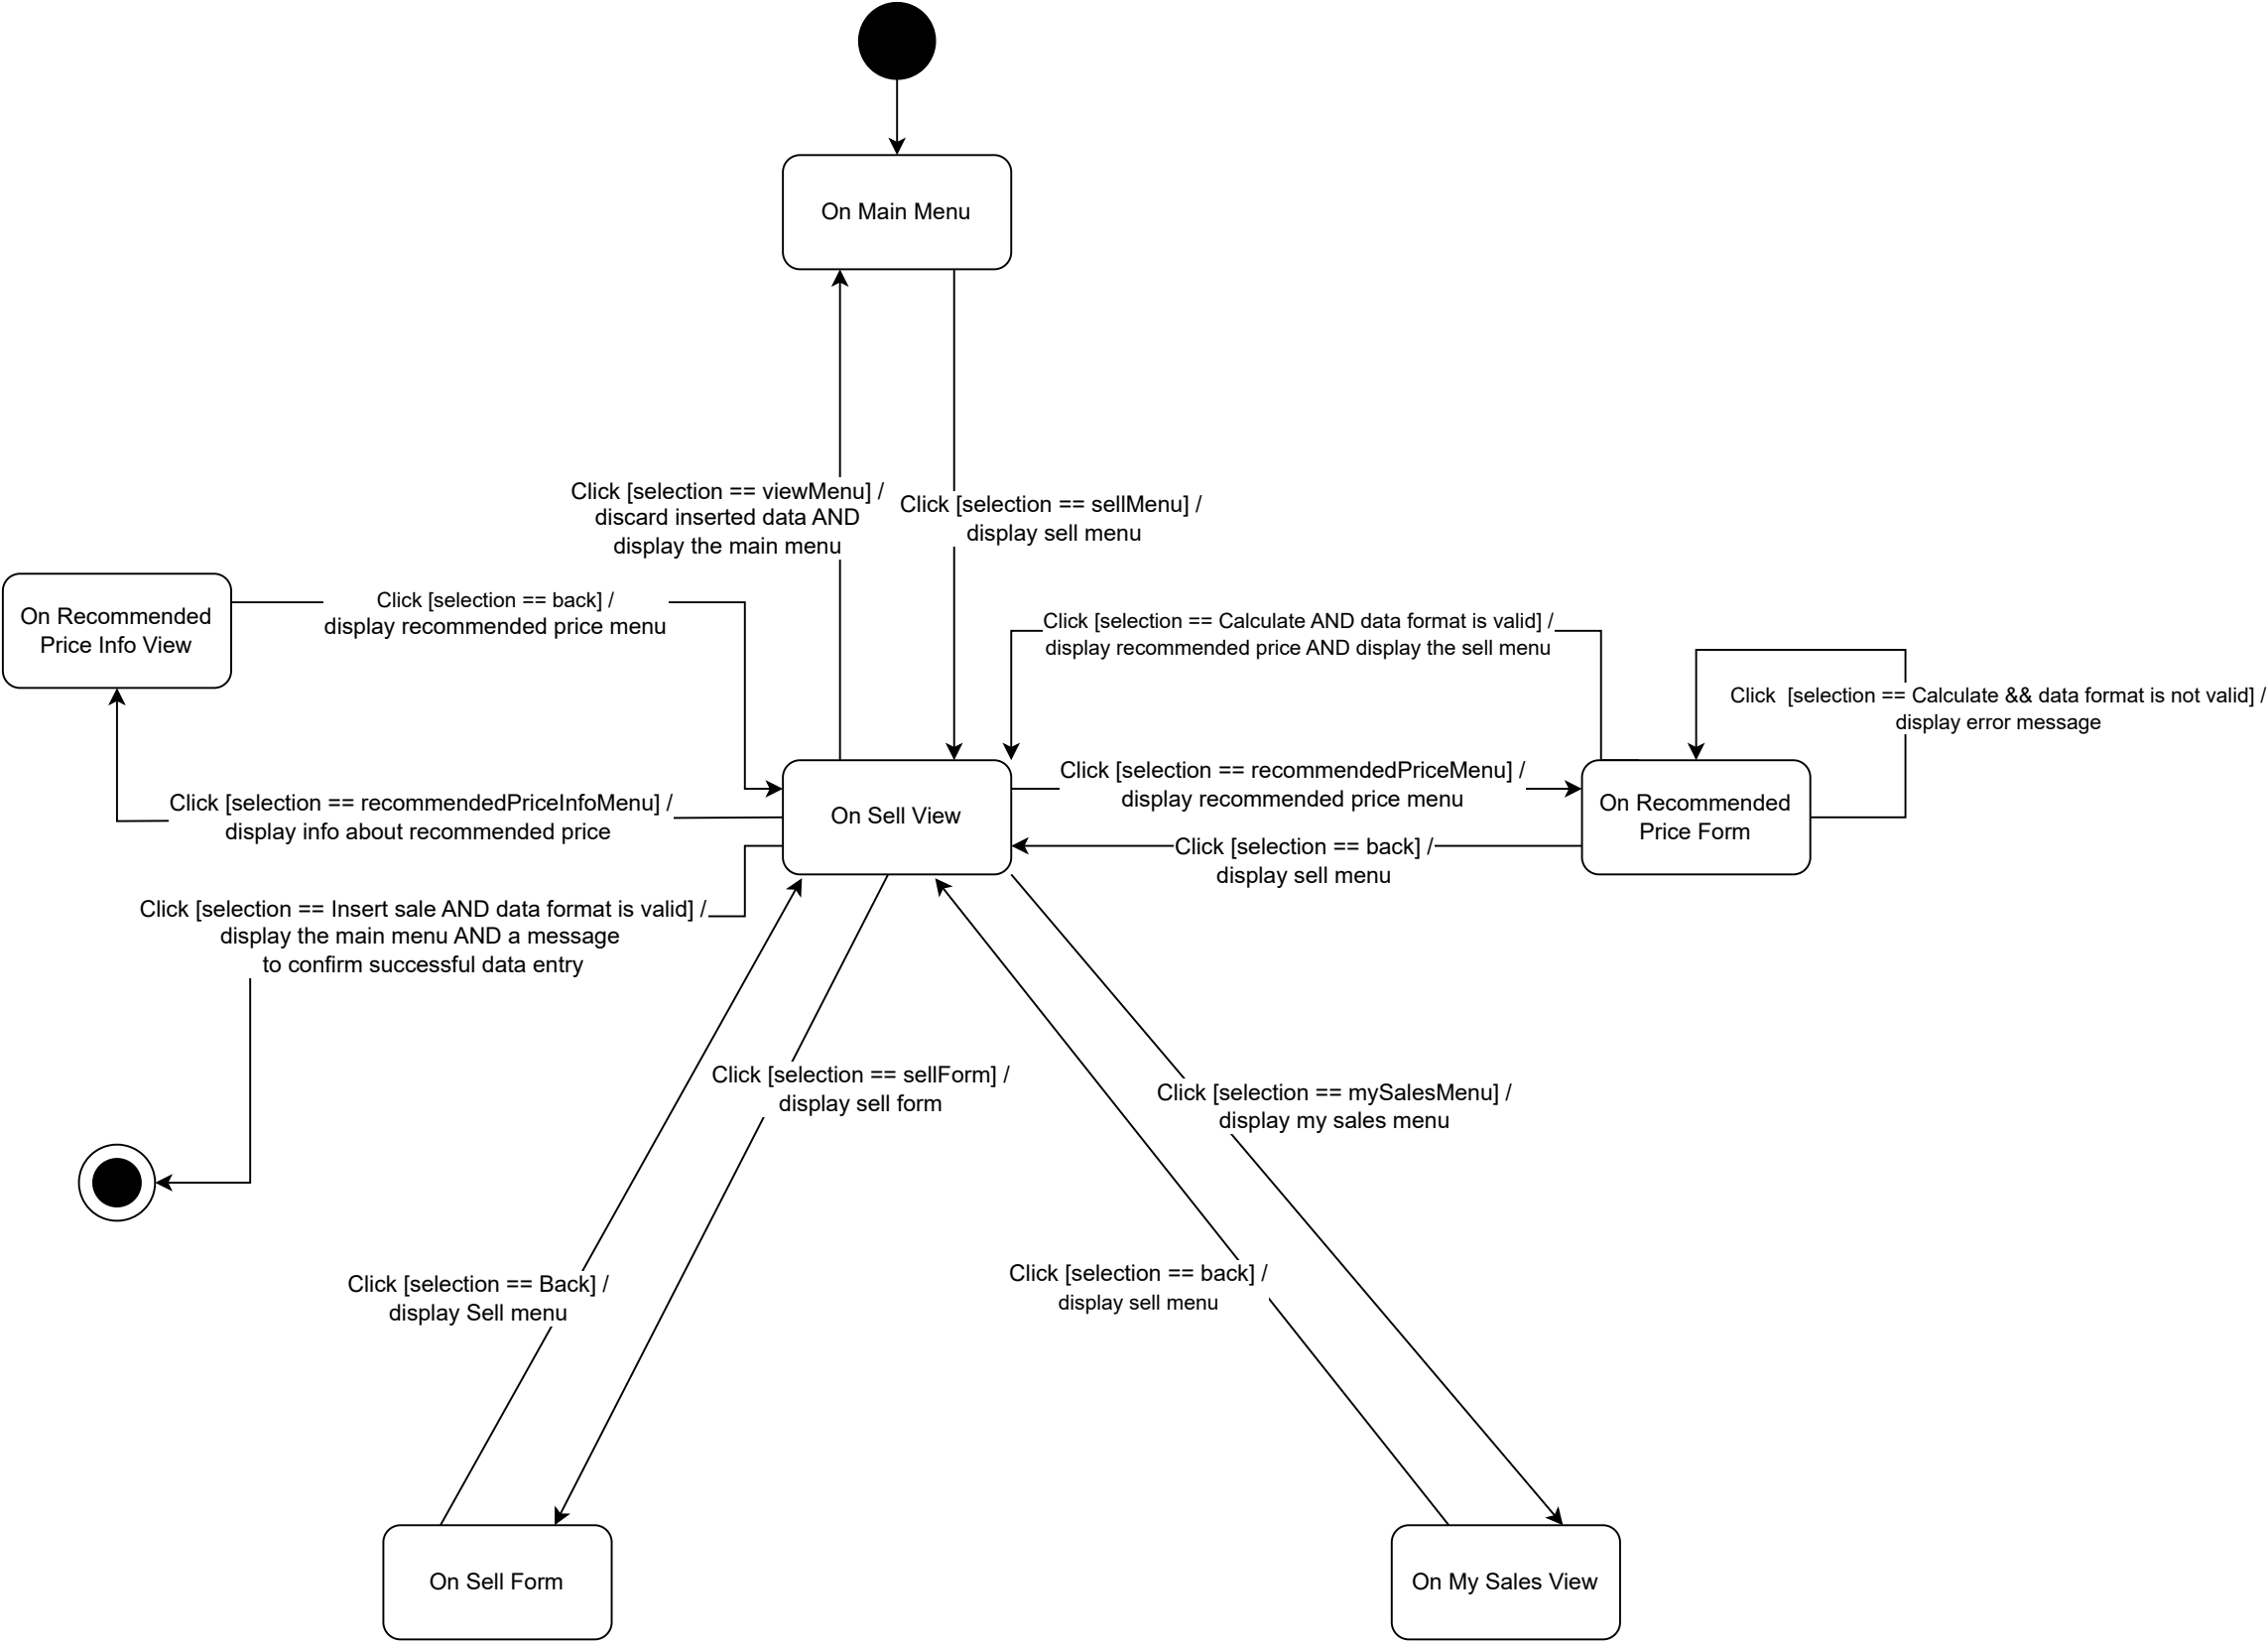 On Main Menu
Click [selection == viewMenu] /
discard inserted data AND
display the main menu
Click [selection == sellMenu] /
display sell menu
On Recommended
Price Info View
Click [selection == back] /
display recommended price menu
Click [selection == Calculate AND data format is valid] /
display recommended price AND display the sell menu
Click  [selection == Calculate && data format is not valid] /
display error message
Click [selection == recommendedPriceInfoMenu] /
display info about recommended price
On Sell View
Click [selection == recommendedPriceMenu] /
display recommended price menu
On Recommended
Price Form
Click [selection == back] /
display sell menu
Click [selection == Insert sale AND data format is valid] /
display the main menu AND a message
to confirm successful data entry
Click [selection == sellForm] /
display sell form
Click [selection == mySalesMenu] /
display my sales menu
Click [selection == Back] /
display Sell menu
Click [selection == back] /
display sell menu
On Sell Form
On My Sales View